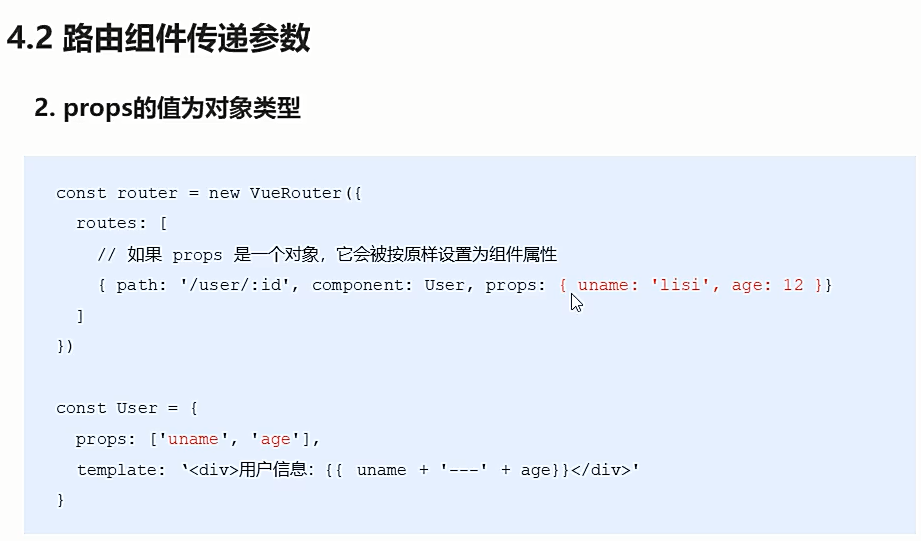 4.2 路由组件传递参数
2. props的值为对象类型
const router = new VueRouter({
routes: [
// 如果 props 是一个对象，它会被按原样设置为组件属性
{ path: '/user/:id', component: User, props: { uname: 'lisi', age: 12 }}
]
})
const User = {
props: ['uname', 'age'],
template: ‘<div>用户信息：{{ uname + '---' + age}}</div>'
}